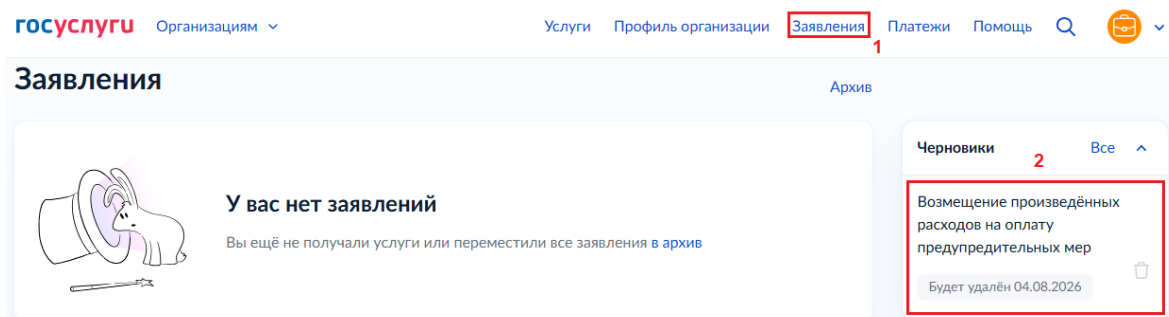 госуслуги Организациям Услуги Профиль организации Заявления Платежи Помощь
1
Заявления
Архив
Черновики Все
2
У вас нет заявлений
Вы ещё не получали услуги или переместили все заявления в архив
Возмещение произведённых
расходов на оплату
предупредительных мер
Будет удалён 04.08.2026